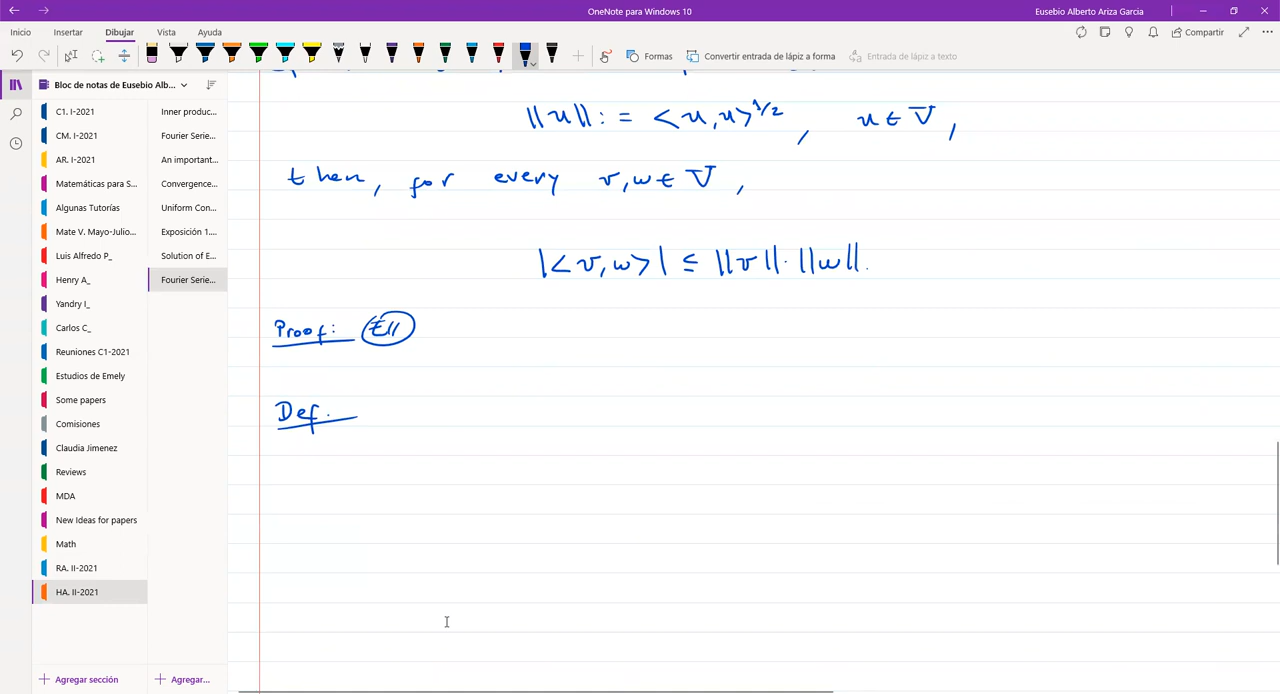 OneNote para Windows 10
Eusebio Alberto Ariza Garcia
Inicio Insertar Dibujar Vista Ayuda
Compartir
Formas Convertir entrada de lápiz a forma Entrada de lápiz a texto
Bloc de notas de Eusebio Alb...
C1. I-2021
CM. I-2021
AR. I-2021
Matemáticas para S...
Algunas Tutorías
Mate V. Mayo-Julio...
Luis Alfredo P_
Henry A_
Yandry I_
Carlos C_
Reuniones C1-2021
Estudios de Emely
Some papers
Comisiones
Claudia Jimenez
Reviews
MDA
New Ideas for papers
Math
RA. II-2021
HA. II-2021
Agregar sección
Inner produc...
Fourier Serie...
An important...
Convergence...
Uniform Con...
Exposición 1....
Solution of E...
Fourier Serie...
Agregar...
||u|| := <u,u>^1/2, u ∈ V,
then, for every v,w ∈ V,
|<v,w>| ≤ ||v||·||w||.
Proof: E11
Def.